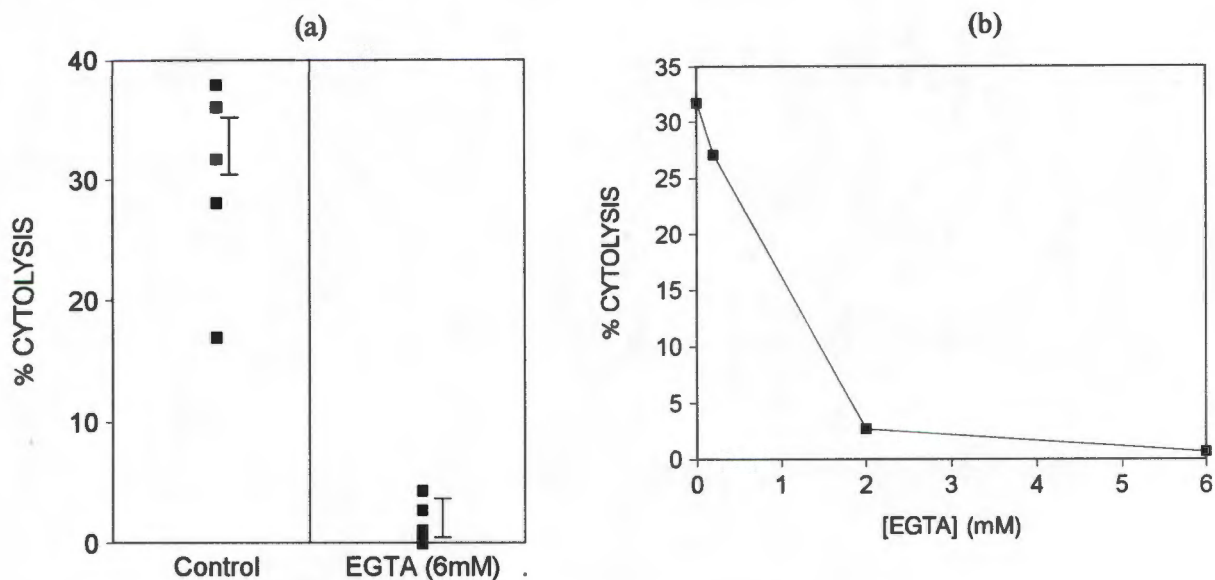 (a)
% CYTOLYSIS
40
30
20
10
0
Control
EGTA (6mM)
(b)
% CYTOLYSIS
35
30
25
20
15
10
5
0
0 1 2 3 4 5 6
[EGTA] (mM)